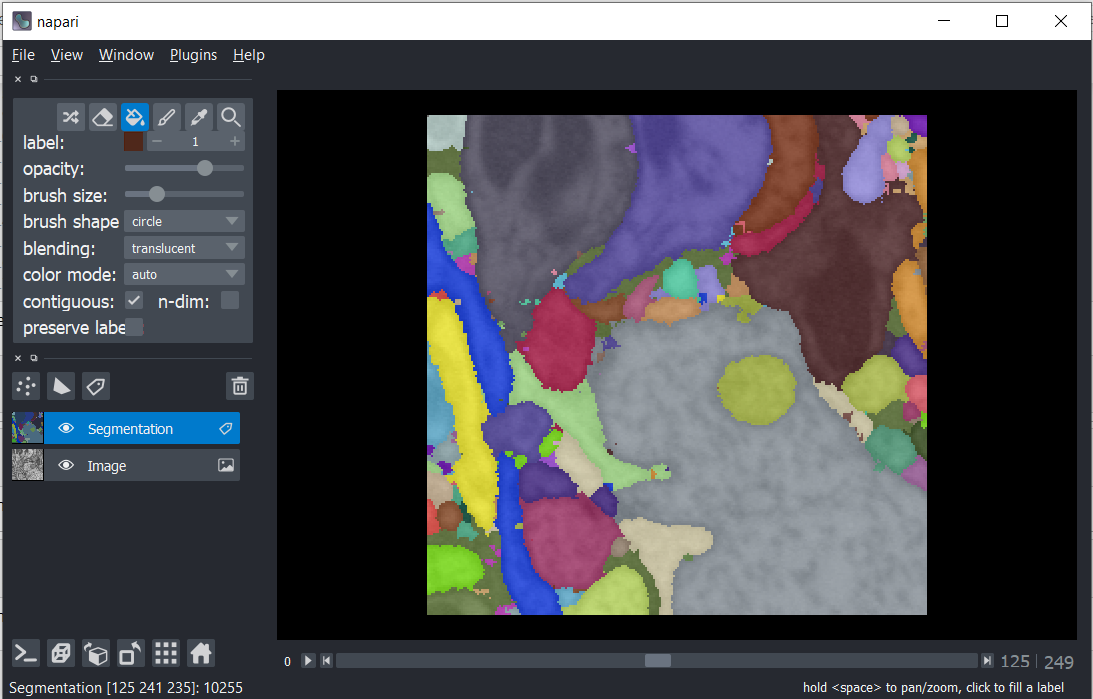 napari
File View Window Plugins Help
label: 1
opacity:
brush size:
brush shape circle
blending: translucent
color mode: auto
contiguous: n-dim:
preserve labe
Segmentation
Image
0 125 249
Segmentation [125 241 235]: 10255 hold <space> to pan/zoom, click to fill a label